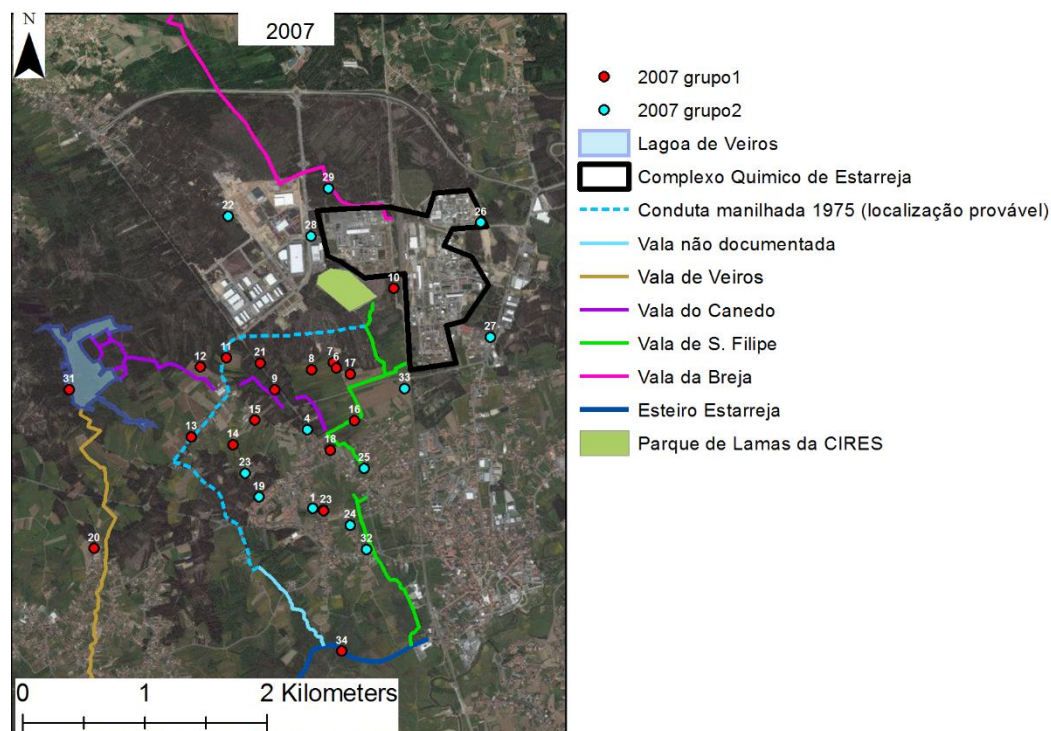 N
2007
29
22
28
26
10
27
7
6
11
21
8
12
17
9
33
31
15
16
4
13
14
18
25
23
19
1
23
24
32
20
34
0 1 2 Kilometers
2007 grupo1
2007 grupo2
Lagoa de Veiros
Complexo Quimico de Estarreja
Conduta manilhada 1975 (localização provável)
Vala não documentada
Vala de Veiros
Vala do Canedo
Vala de S. Filipe
Vala da Breja
Esteiro Estarreja
Parque de Lamas da CIRES